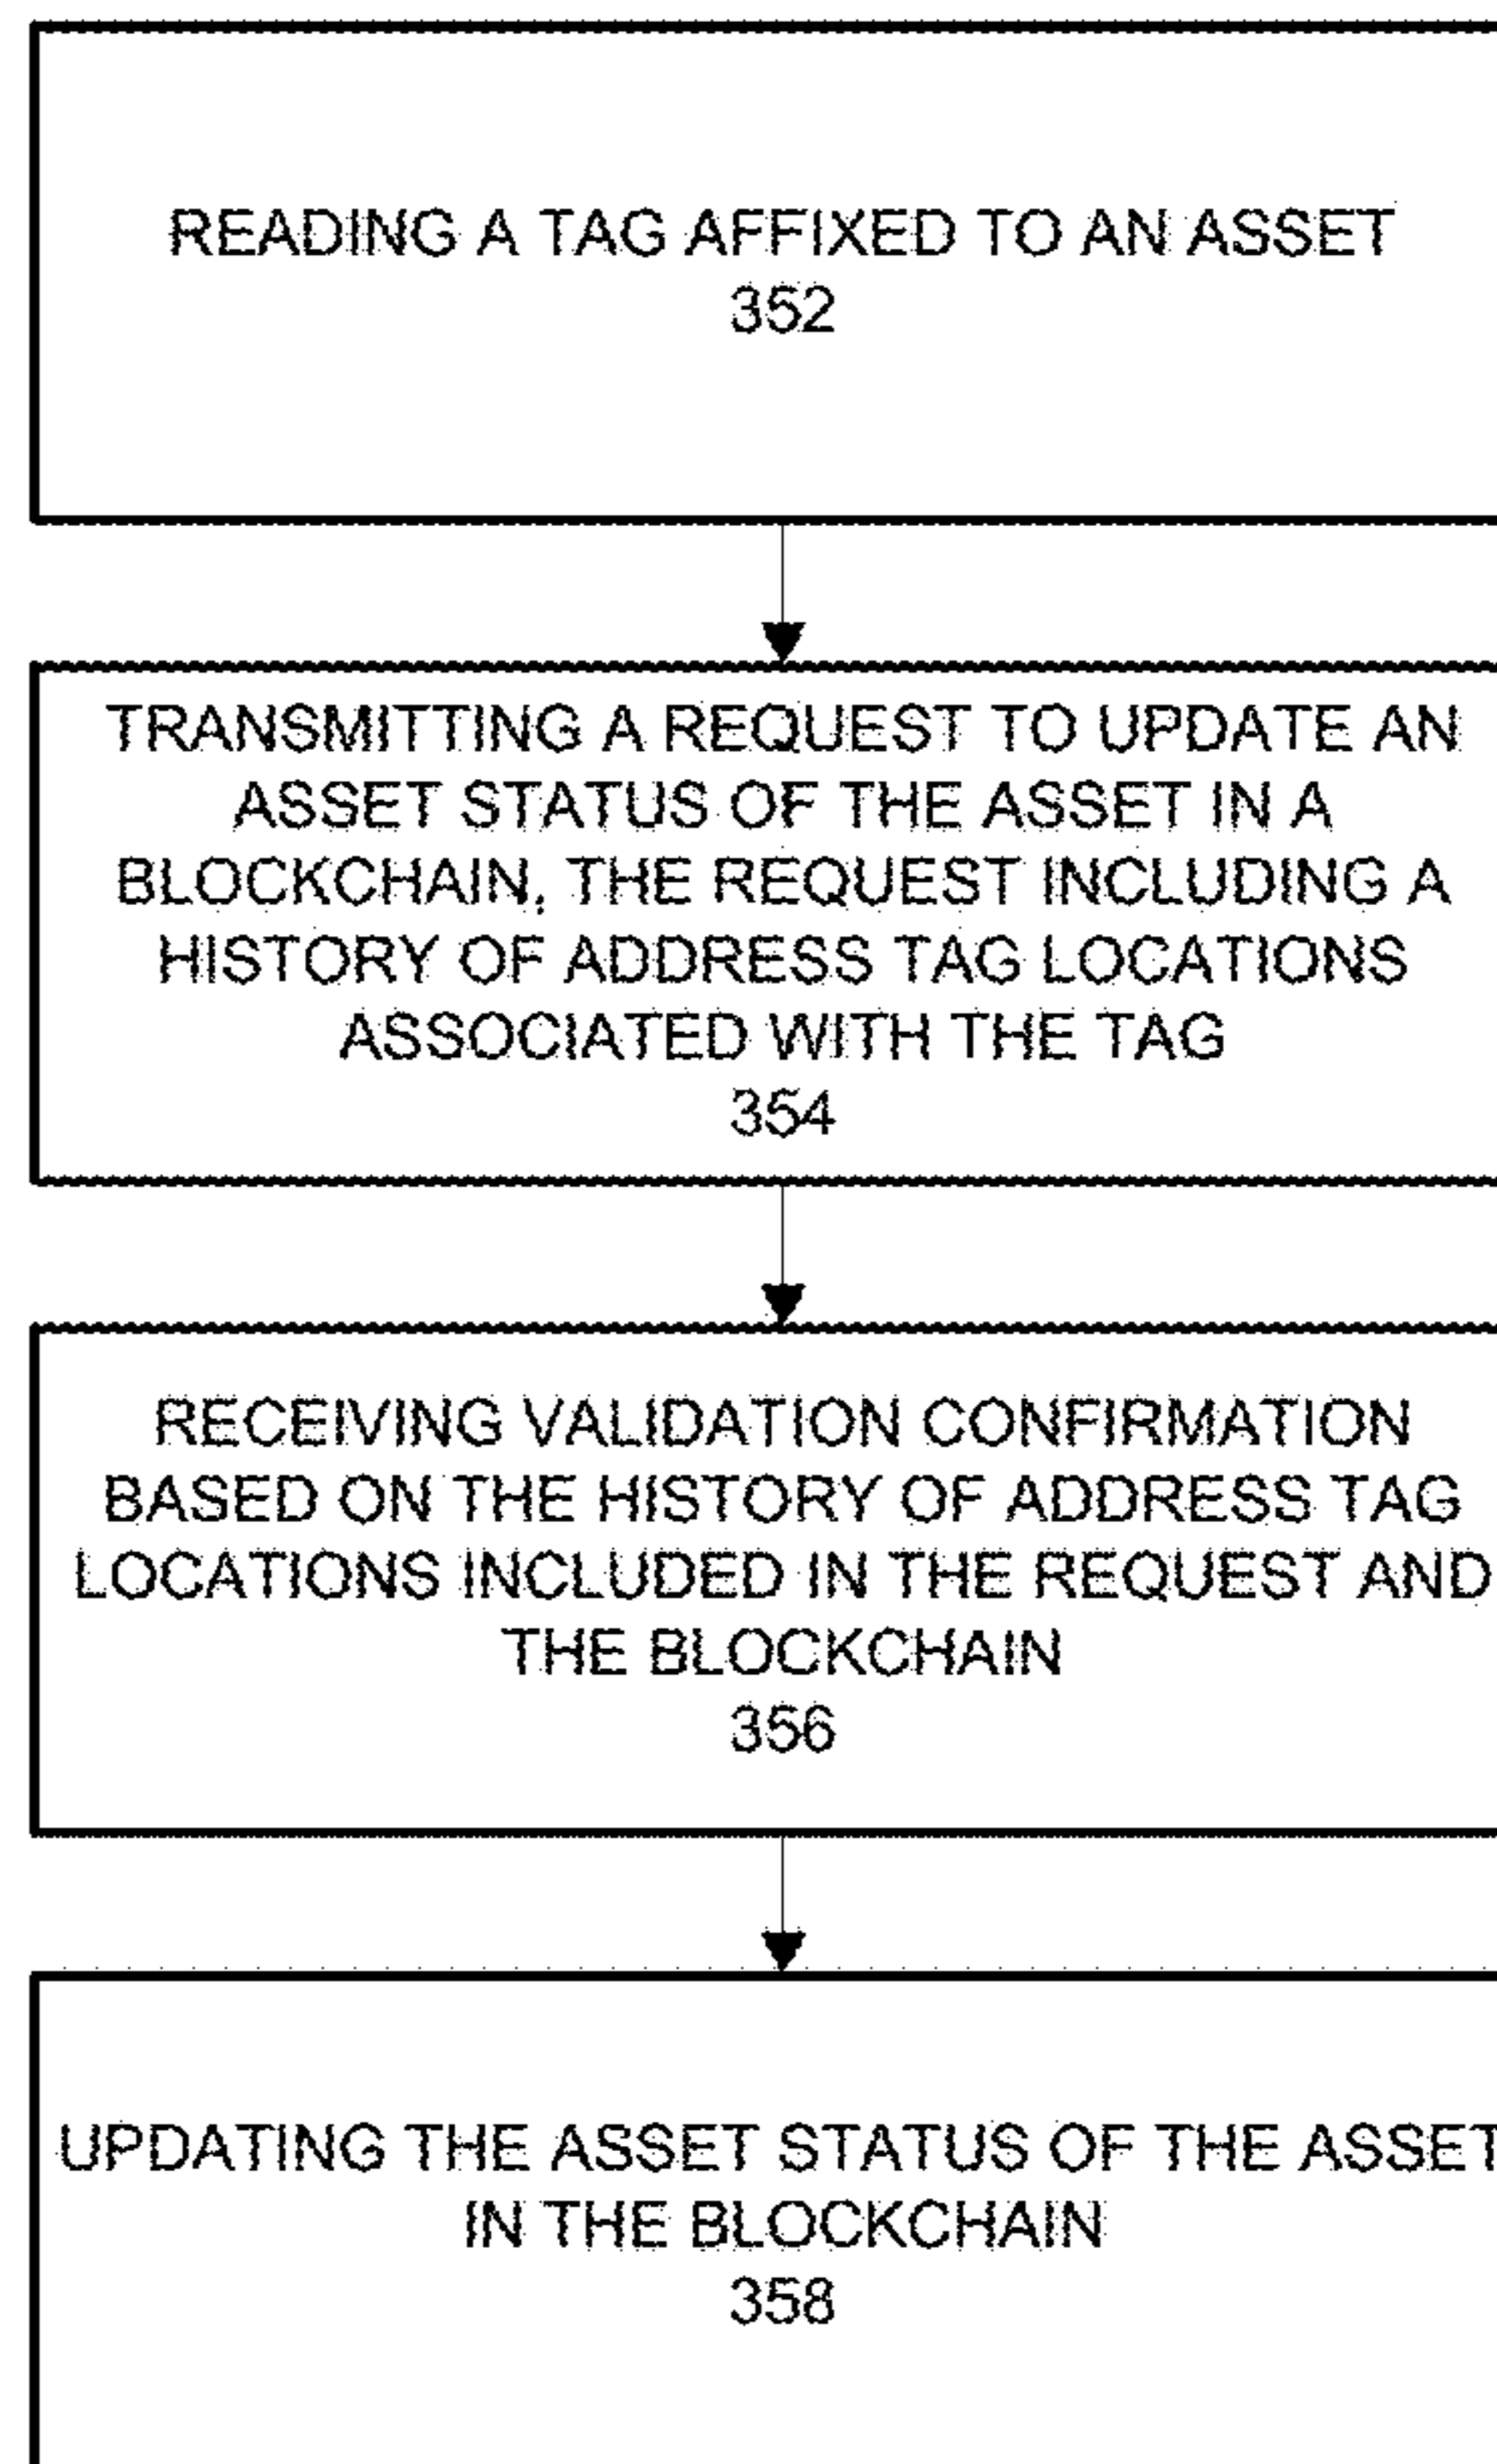 READING A TAG AFFIXED TO AN ASSET
352
TRANSMITTING A REQUEST TO UPDATE AN
ASSET STATUS OF THE ASSET IN A
BLOCKCHAIN, THE REQUEST INCLUDING A
HISTORY OF ADDRESS TAG LOCATIONS
ASSOCIATED WITH THE TAG
354
RECEIVING VALIDATION CONFIRMATION
BASED ON THE HISTORY OF ADDRESS TAG
LOCATIONS INCLUDED IN THE REQUEST AND
THE BLOCKCHAIN
356
UPDATING THE ASSET STATUS OF THE ASSET
IN THE BLOCKCHAIN
358